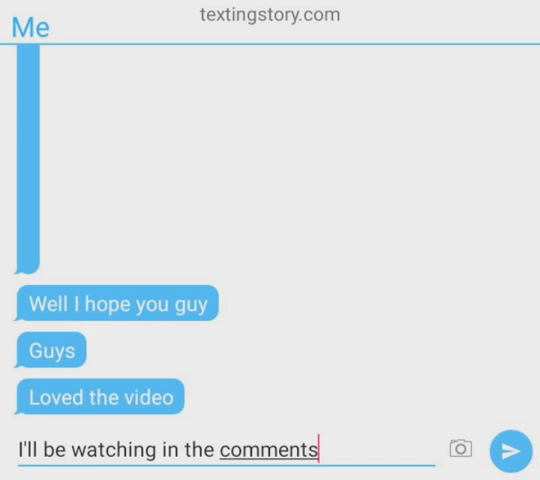 textingstory.com
Me
Well I hope you guy
Guys
Loved the video
I'll be watching in the comments